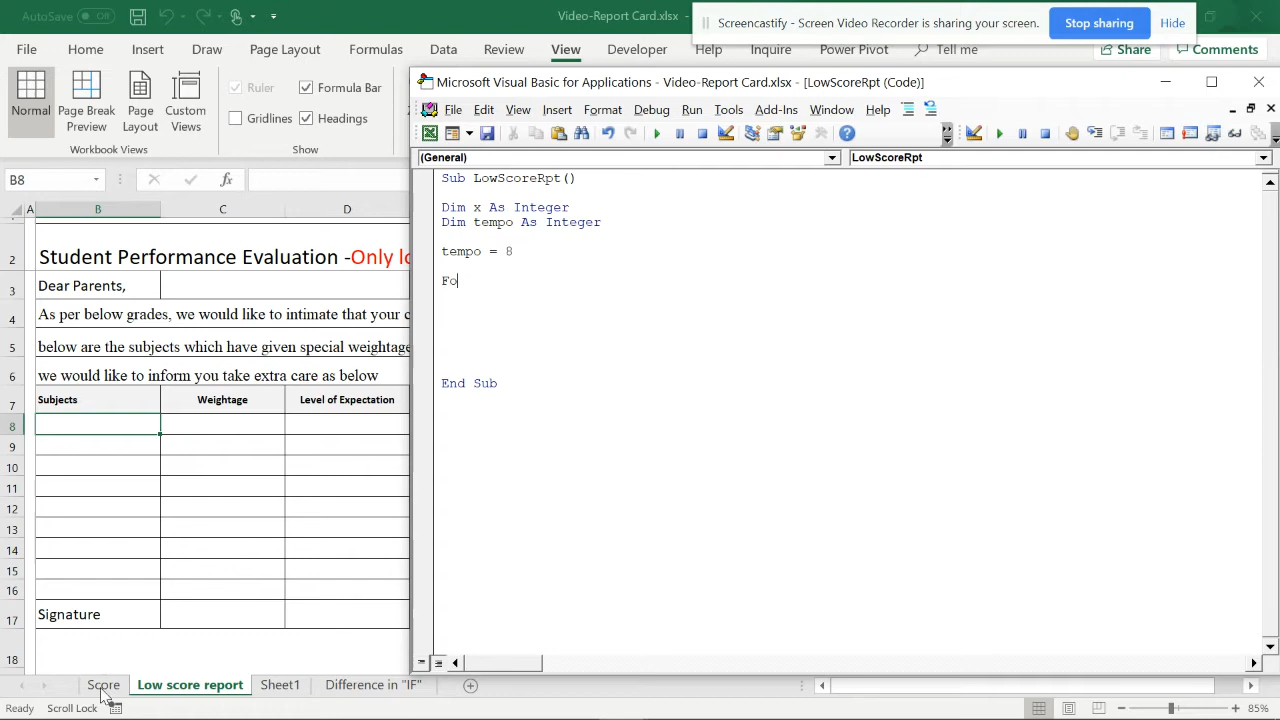 AutoSave Off
Video-Report Card.xlsx -
Screencastify - Screen Video Recorder is sharing your screen.
Stop sharing
Hide
File Home Insert Draw Page Layout Formulas Data Review View Developer Help Inquire Power Pivot Tell me Share Comments
Normal
Page Break Preview
Page Layout
Custom Views
Ruler
Formula Bar
Gridlines
Headings
Workbook Views
Show
B8
fx
A B C D
2 Student Performance Evaluation -Only lo
3 Dear Parents,
4 As per below grades, we would like to intimate that your c
5 below are the subjects which have given special weightage
6 we would like to inform you take extra care as below
7 Subjects Weightage Level of Expectation
8
9
10
11
12
13
14
15
16
17 Signature
18
Microsoft Visual Basic for Applications - Video-Report Card.xlsx - [LowScoreRpt (Code)]
File Edit View Insert Format Debug Run Tools Add-Ins Window Help
(General)
LowScoreRpt
Sub LowScoreRpt()
Dim x As Integer
Dim tempo As Integer
tempo = 8
Fo
End Sub
Score Low score report Sheet1 Difference in "IF"
Ready Scroll Lock
85%